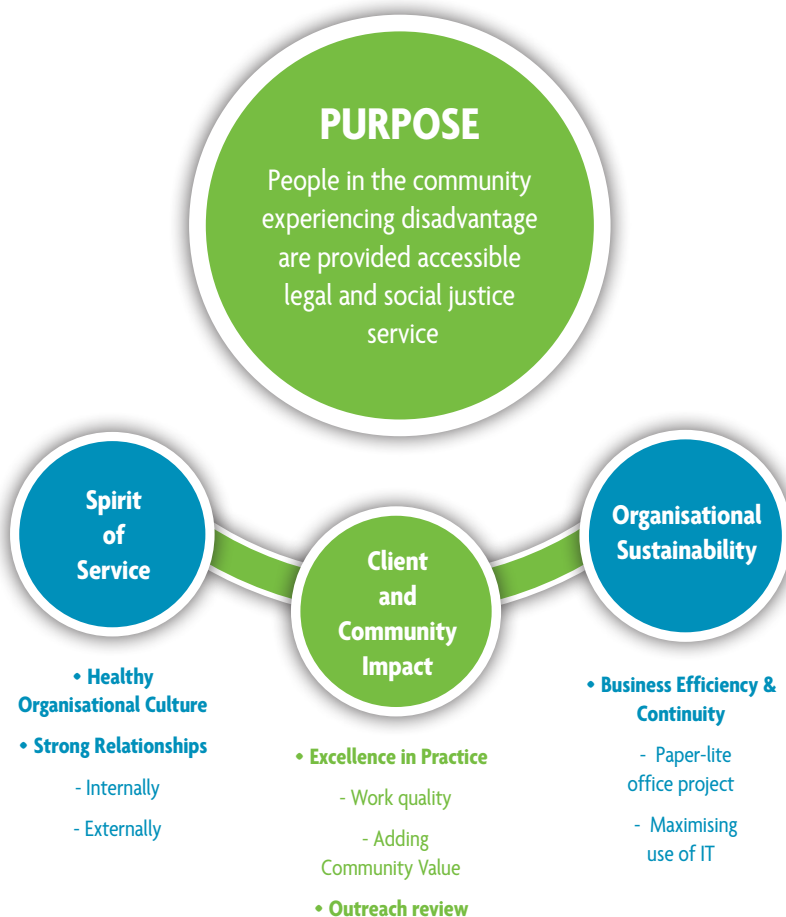 PURPOSE
People in the community
experiencing disadvantage
are provided accessible
legal and social justice
service
Spirit
of
Service
• Healthy
Organisational Culture
• Strong Relationships
- Internally
- Externally
Client
and
Community
Impact
• Excellence in Practice
- Work quality
- Adding
Community Value
• Outreach review
Organisational
Sustainability
• Business Efficiency &
Continuity
- Paper-lite
office project
- Maximising
use of IT